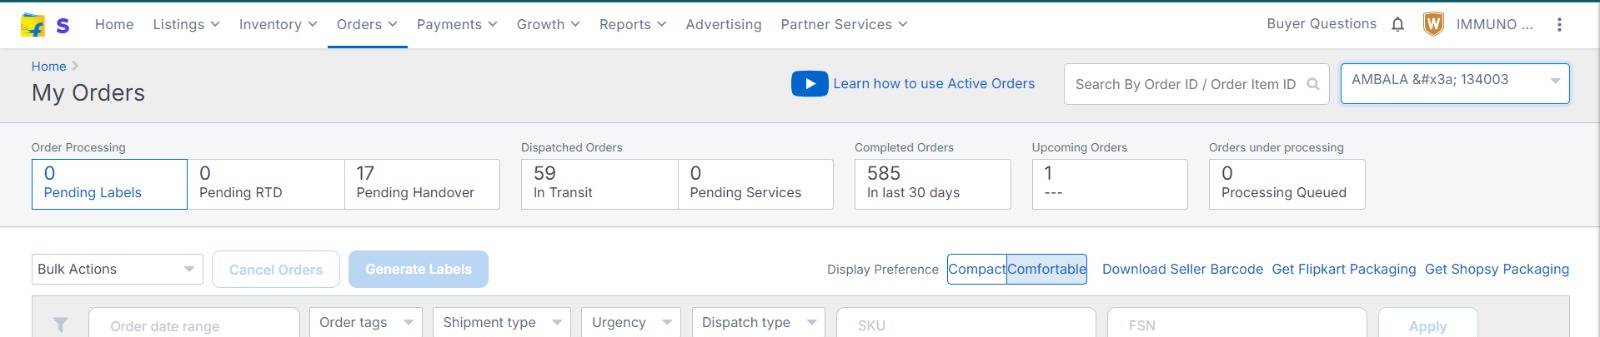 S Home Listings Inventory Orders Payments Growth Reports Advertising Partner Services Buyer Questions W IMMUNO ...
Home
My Orders
Learn how to use Active Orders
Search By Order ID / Order Item ID
AMBALA &#x3a; 134003
Order Processing
0 Pending Labels
0 Pending RTD
17 Pending Handover
Dispatched Orders
59 In Transit
0 Pending Services
Completed Orders
585 In last 30 days
Upcoming Orders
1 ---
Orders under processing
0 Processing Queued
Bulk Actions Cancel Orders Generate Labels Display Preference Compact Comfortable Download Seller Barcode Get Flipkart Packaging Get Shopsy Packaging
Order date range Order tags Shipment type Urgency Dispatch type SKU FSN Apply